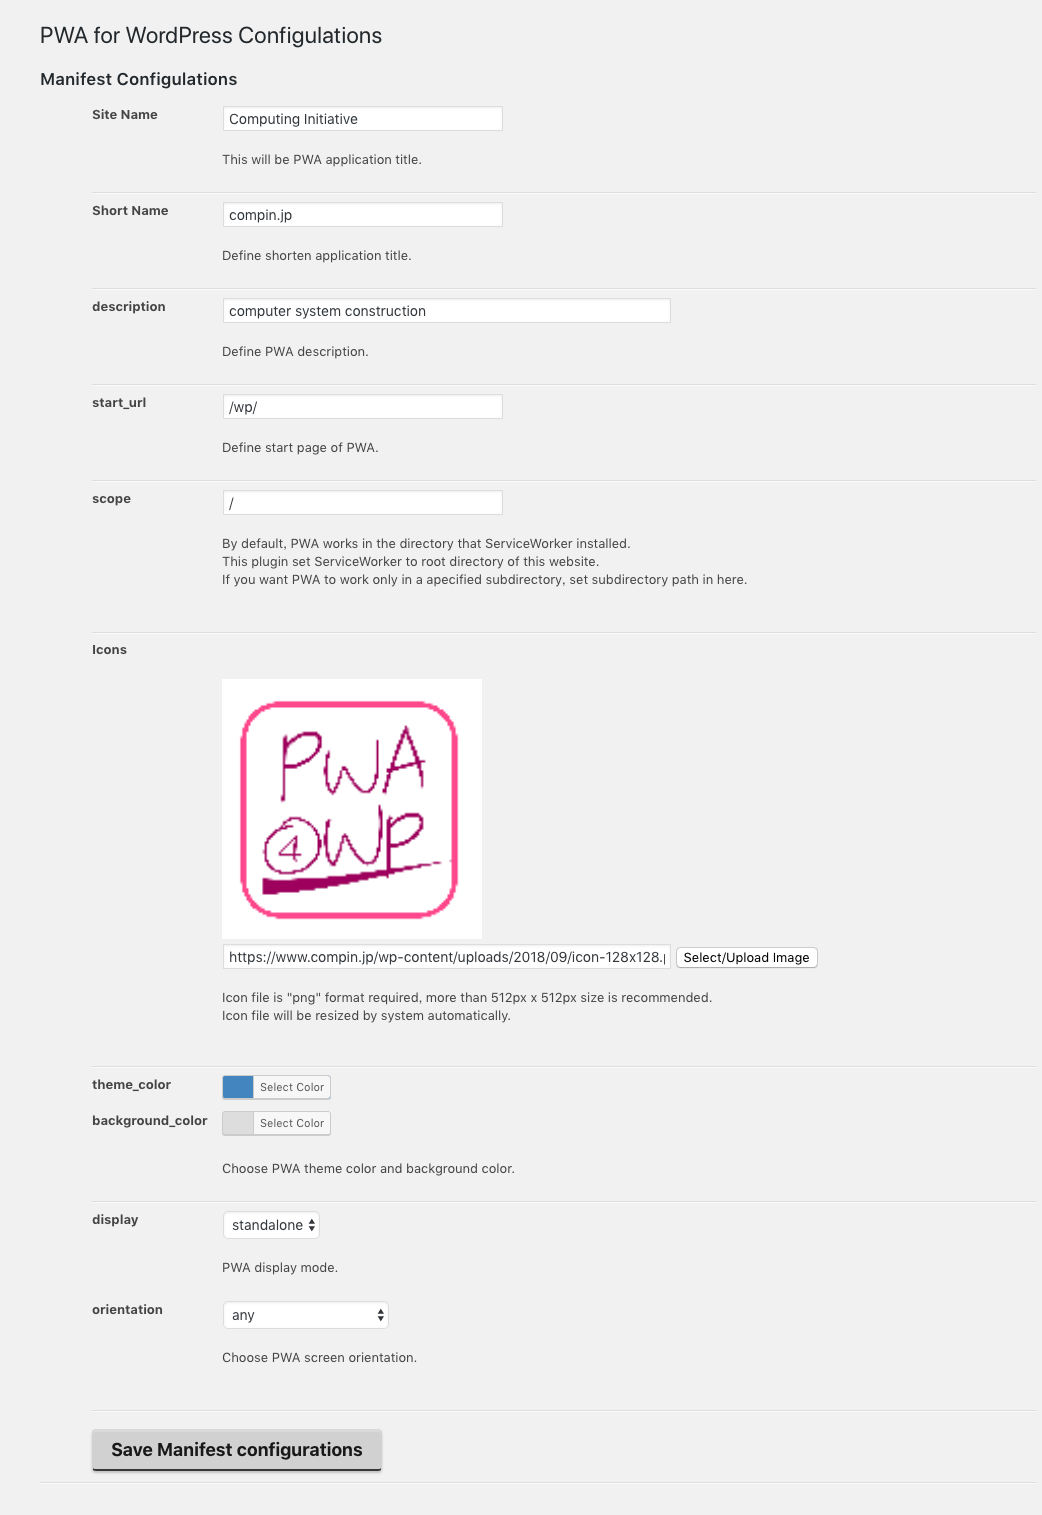 PWA for WordPress Configulations
Manifest Configulations
Site Name
Computing Initiative
This will be PWA application title.
Short Name
compin.jp
Define shorten application title.
description
computer system construction
Define PWA description.
start_url
/wp/
Define start page of PWA.
scope
/
By default, PWA works in the directory that ServiceWorker installed.
This plugin set ServiceWorker to root directory of this website.
If you want PWA to work only in a apecified subdirectory, set subdirectory path in here.
Icons
PWA
4WP
https://www.compin.jp/wp-content/uploads/2018/09/icon-128x128.p Select/Upload Image
Icon file is "png" format required, more than 512px x 512px size is recommended.
Icon file will be resized by system automatically.
theme_color Select Color
background_color Select Color
Choose PWA theme color and background color.
display
standalone
PWA display mode.
orientation
any
Choose PWA screen orientation.
Save Manifest configurations